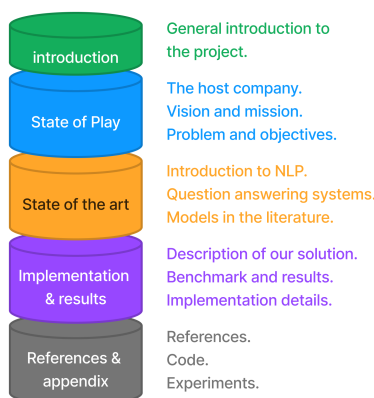 introduction
General introduction to
the project.
State of Play
The host company.
Vision and mission.
Problem and objectives.
State of the art
Introduction to NLP.
Question answering systems.
Models in the literature.
Implementation
& results
Description of our solution.
Benchmark and results.
Implementation details.
References &
appendix
References.
Code.
Experiments.